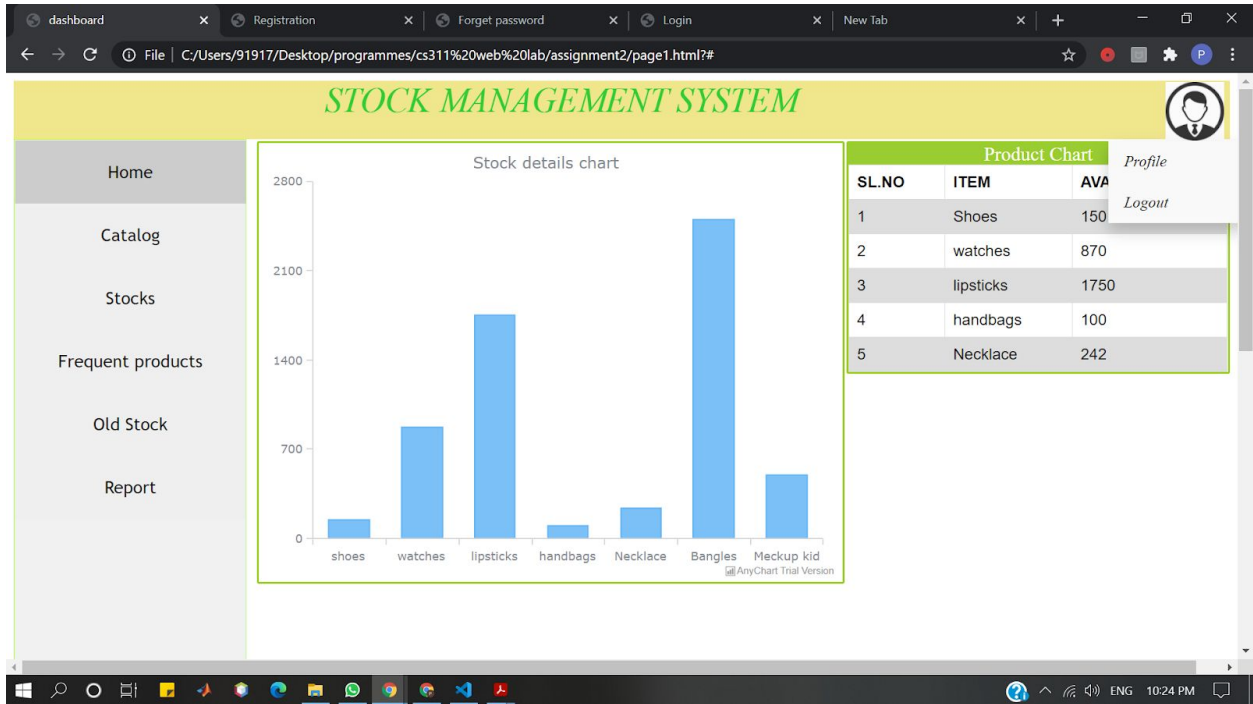 dashboard
Registration
Forget password
Login
New Tab
File | C:/Users/91917/Desktop/programmes/cs311%20web%20lab/assignment2/page1.html?#
P
STOCK MANAGEMENT SYSTEM
Home
Catalog
Stocks
Frequent products
Old Stock
Report
Stock details chart
2800
2100
1400
700
0
shoes watches lipsticks handbags Necklace Bangles Meckup kid
AnyChart Trial Version
Product Chart
Profile
Logout
SL.NO ITEM AVA
1 Shoes 150
2 watches 870
3 lipsticks 1750
4 handbags 100
5 Necklace 242
ENG 10:24 PM